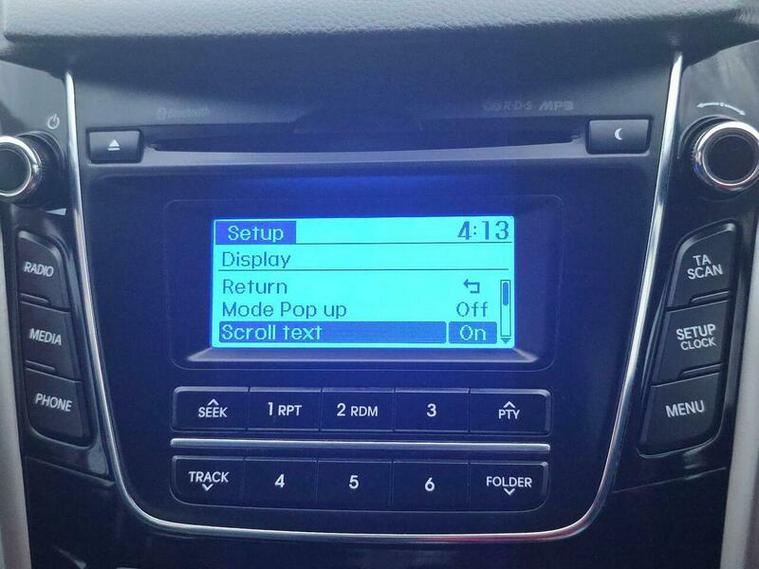 Bluetooth
R·D·S MP3
Setup 4:13
Display
Return
Mode Pop up Off
Scroll text On
RADIO
MEDIA
PHONE
TA
SCAN
SETUP
CLOCK
MENU
SEEK 1 RPT 2 RDM 3 PTY
TRACK 4 5 6 FOLDER